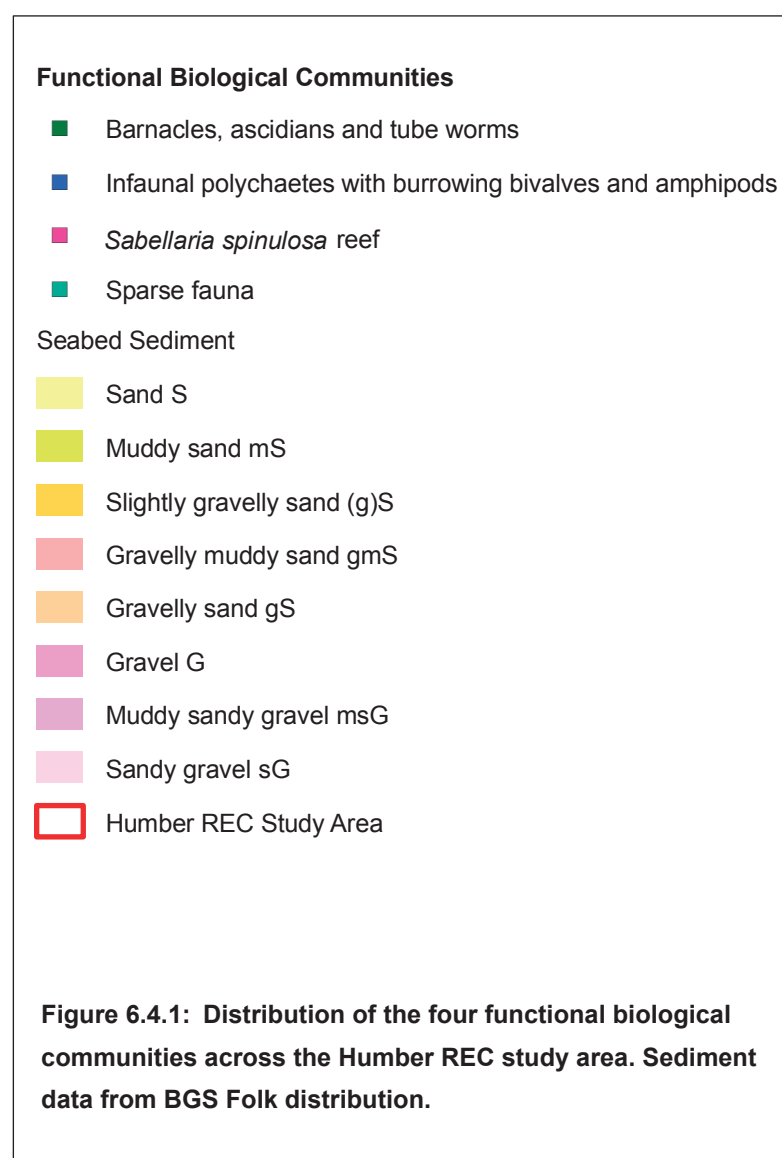 Functional Biological Communities
Barnacles, ascidians and tube worms
Infaunal polychaetes with burrowing bivalves and amphipods
Sabellaria spinulosa reef
Sparse fauna
Seabed Sediment
Sand S
Muddy sand mS
Slightly gravelly sand (g)S
Gravelly muddy sand gmS
Gravelly sand gS
Gravel G
Muddy sandy gravel msG
Sandy gravel sG
Humber REC Study Area
Figure 6.4.1: Distribution of the four functional biological
communities across the Humber REC study area. Sediment
data from BGS Folk distribution.